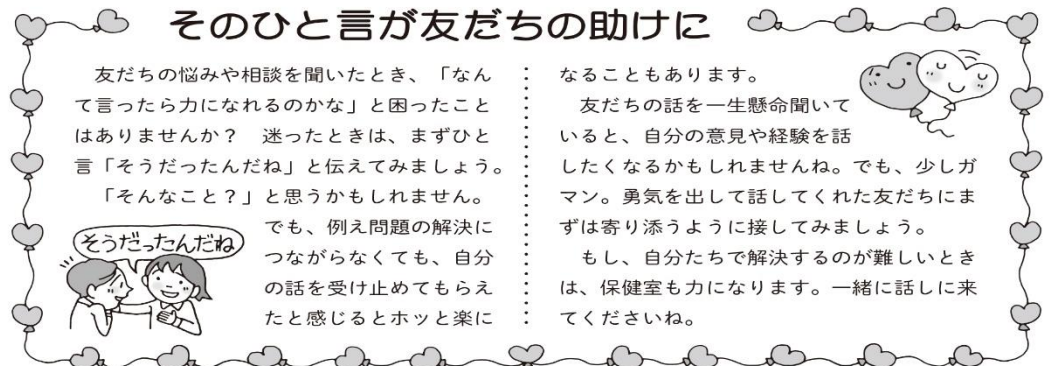 そのひと言が友だちの助けに
友だちの悩みや相談を聞いたとき、「なん
て言ったら力になれるのかな」と困ったこと
はありませんか？　迷ったときは、まずひと
言「そうだったんだね」と伝えてみましょう。
「そんなこと？」と思うかもしれません。
でも、例え問題の解決に
つながらなくても、自分
の話を受け止めてもらえ
たと感じるとホッと楽に
そうだったんだね
なることもあります。
友だちの話を一生懸命聞いて
いると、自分の意見や経験を話
したくなるかもしれませんね。でも、少しガ
マン。勇気を出して話してくれた友だちにま
ずは寄り添うように接してみましょう。
もし、自分たちで解決するのが難しいとき
は、保健室も力になります。一緒に話しに来
てくださいね。